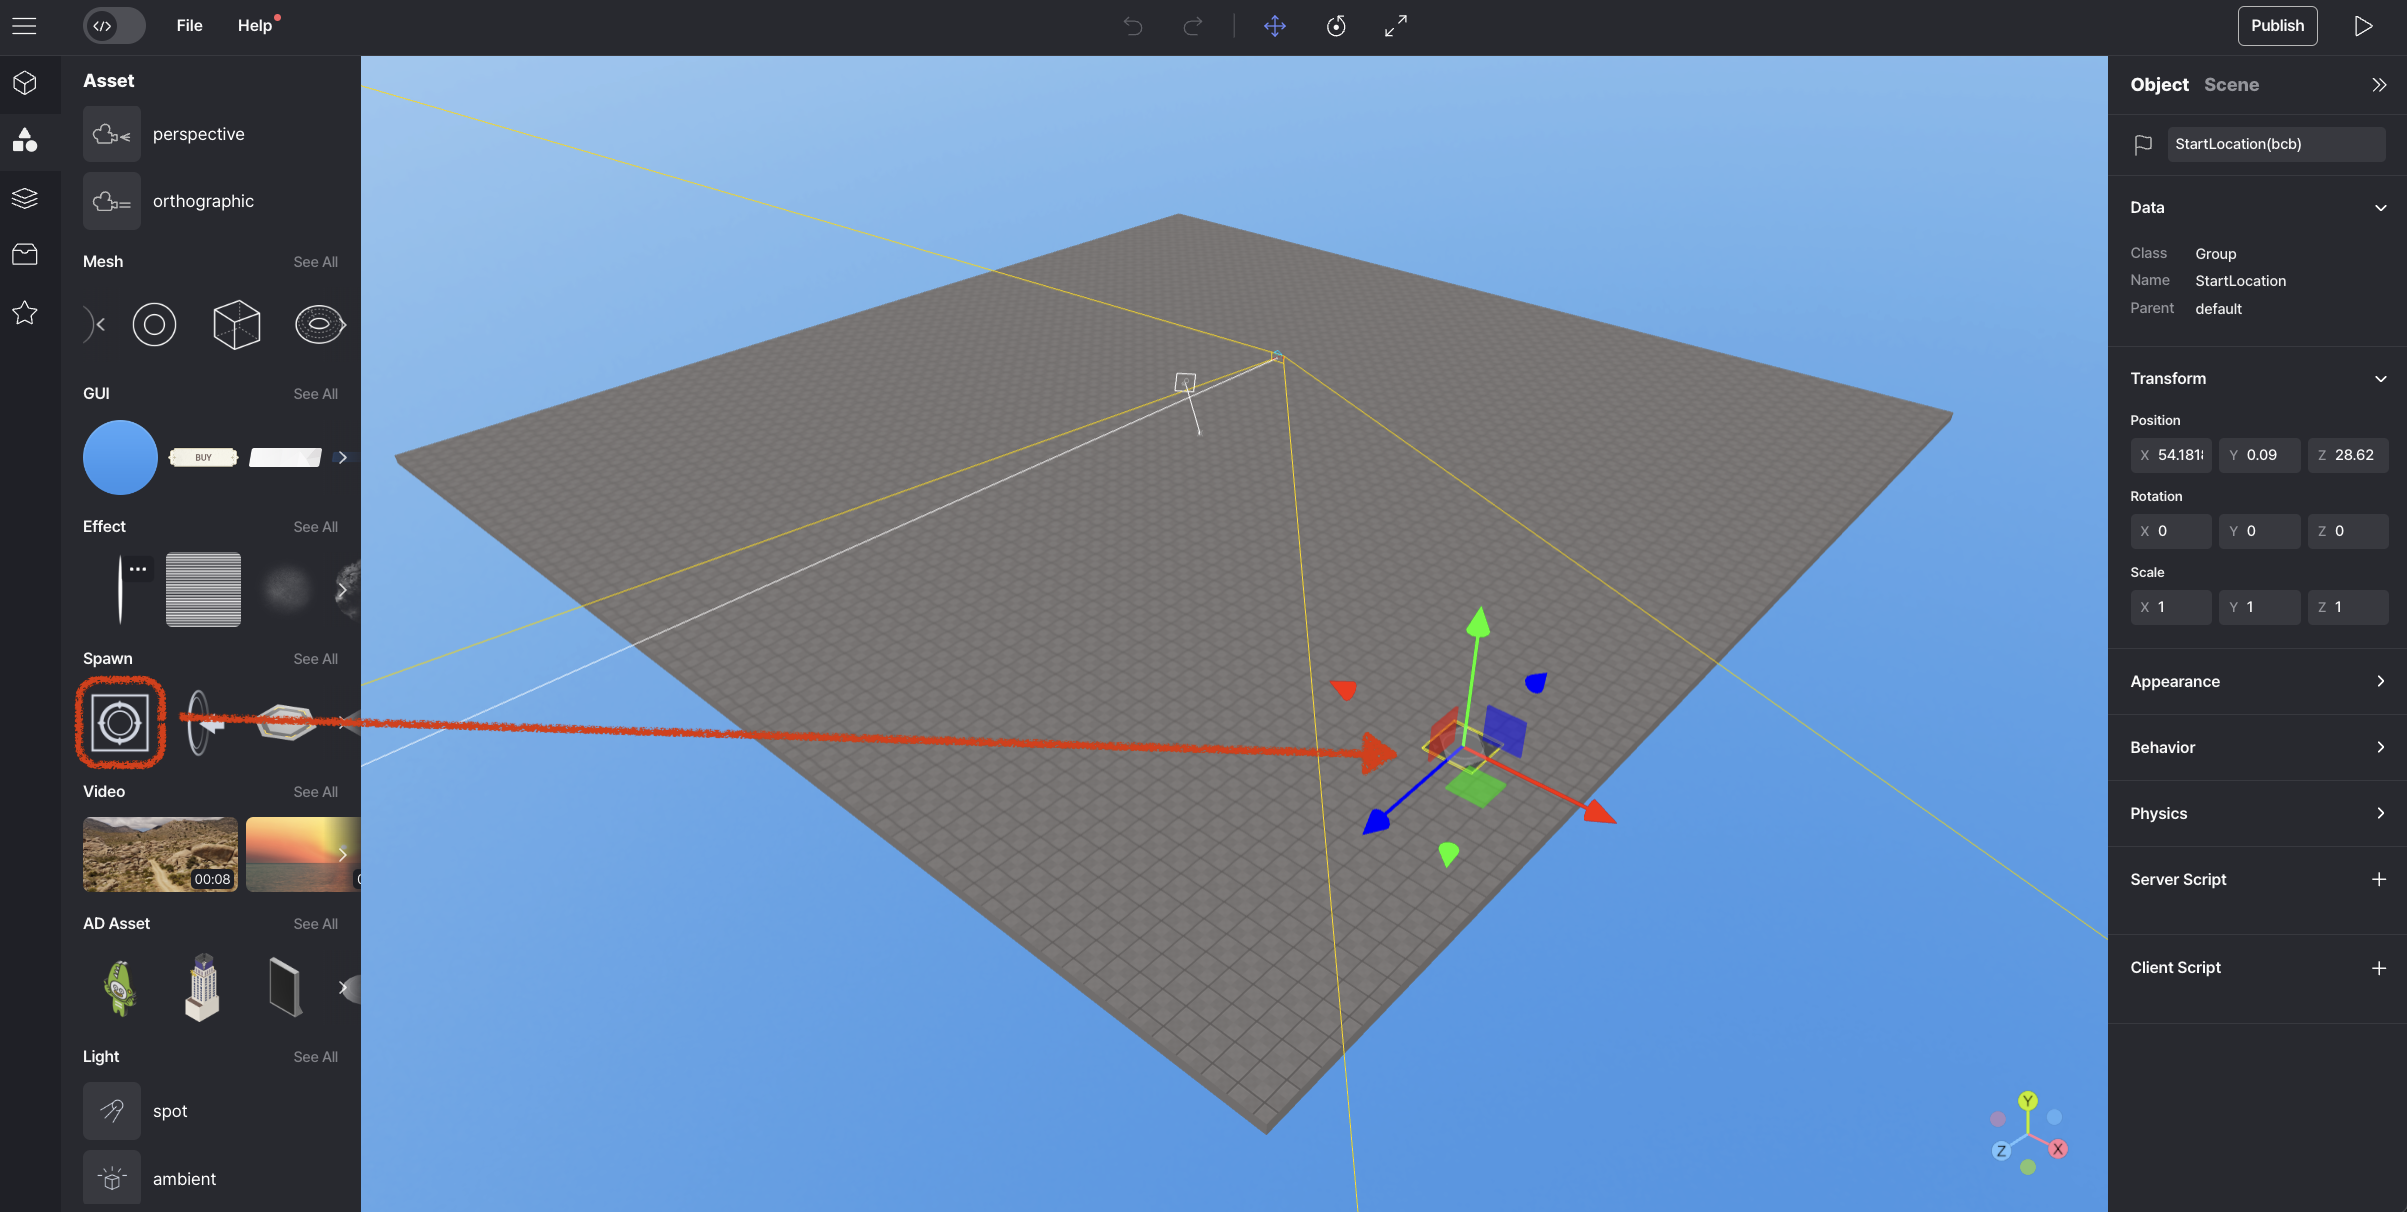 File
Help
Publish
Asset
perspective
orthographic
Mesh
See All
GUI
See All
BUY
Effect
See All
Spawn
See All
Video
See All
00:08
AD Asset
See All
Light
See All
spot
ambient
Y
Z
X
Object
Scene
StartLocation(bcb)
Data
Class Group
Name StartLocation
Parent default
Transform
Position
X 54.181 Y 0.09 Z 28.62
Rotation
X 0 Y 0 Z 0
Scale
X 1 Y 1 Z 1
Appearance
Behavior
Physics
Server Script
Client Script